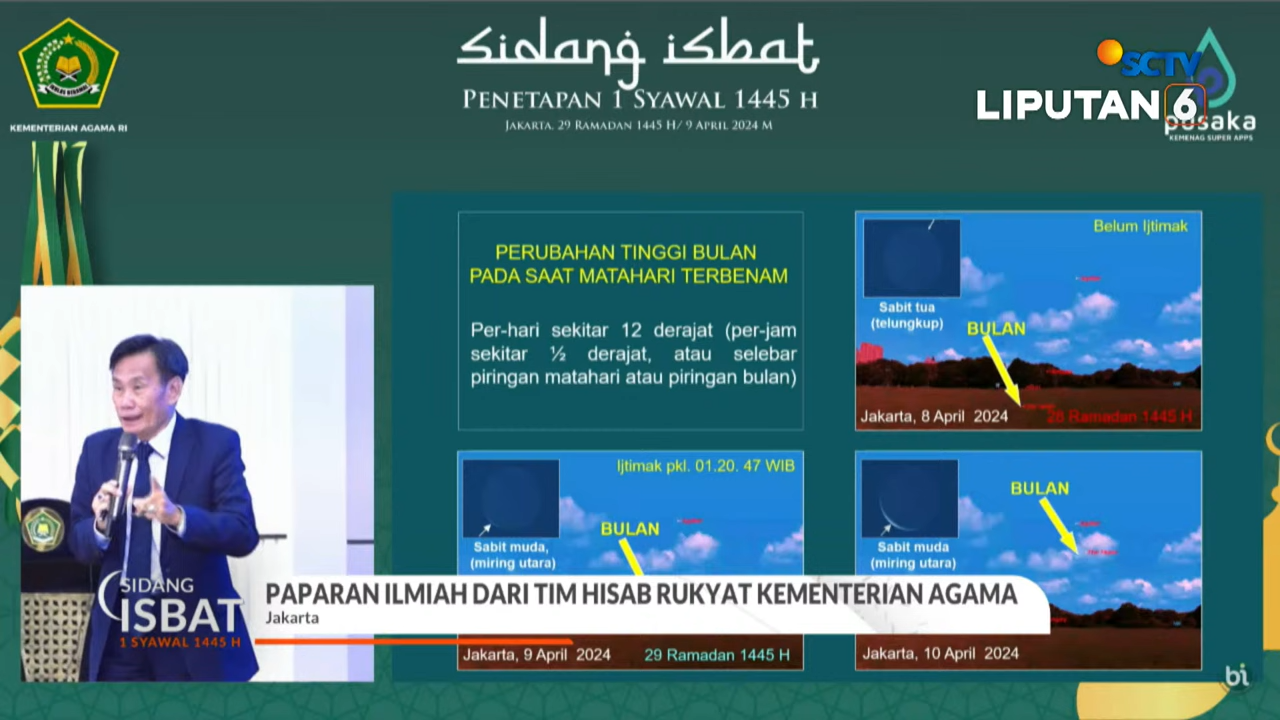 KEMENTERIAN AGAMA RI
sidang isbat
PENETAPAN 1 SYAWAL 1445 H
JAKARTA, 29 RAMADAN 1445 H/ 9 APRIL 2024 M
SCTV
LIPUTAN 6
pusaka
KEMENAG SUPER APPS
PERUBAHAN TINGGI BULAN
PADA SAAT MATAHARI TERBENAM
Per-hari sekitar 12 derajat (per-jam
sekitar ½ derajat, atau selebar
piringan matahari atau piringan bulan)
Belum Ijtimak
Sabit tua
(telungkup)
BULAN
Jakarta, 8 April 2024
28 Ramadan 1445 H
Ijtimak pkl. 01.20. 47 WIB
Sabit muda,
(miring utara)
BULAN
Jakarta, 9 April 2024
29 Ramadan 1445 H
BULAN
Sabit muda
(miring utara)
Jakarta, 10 April 2024
SIDANG
ISBAT
1 SYAWAL 1445 H
PAPARAN ILMIAH DARI TIM HISAB RUKYAT KEMENTERIAN AGAMA
Jakarta
bi